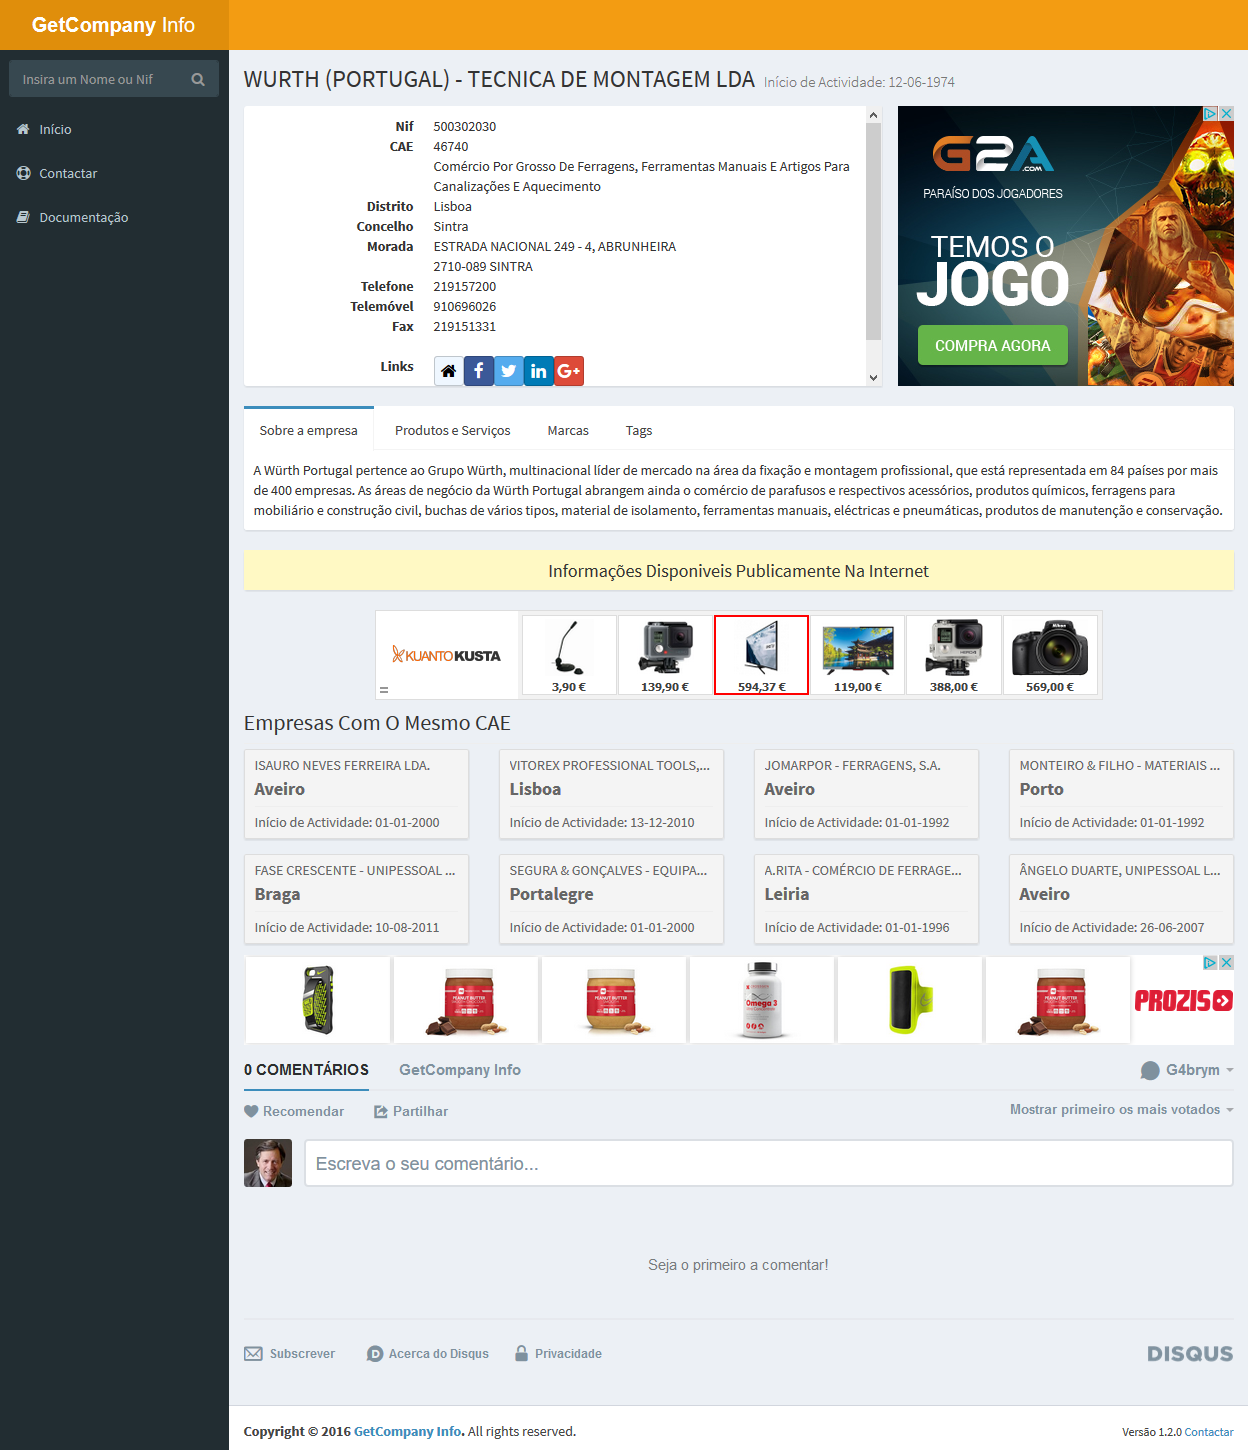 GetCompany Info
Insira um Nome ou Nif
Início
Contactar
Documentação
WURTH (PORTUGAL) - TECNICA DE MONTAGEM LDA Início de Actividade: 12-06-1974
Nif 500302030
CAE 46740
Comércio Por Grosso De Ferragens, Ferramentas Manuais E Artigos Para
Canalizações E Aquecimento
Distrito Lisboa
Concelho Sintra
Morada ESTRADA NACIONAL 249 - 4, ABRUNHEIRA
2710-089 SINTRA
Telefone 219157200
Telemóvel 910696026
Fax 219151331
Links
G2A.COM
PARAÍSO DOS JOGADORES
TEMOS O
JOGO
COMPRA AGORA
Sobre a empresa Produtos e Serviços Marcas Tags
A Würth Portugal pertence ao Grupo Würth, multinacional líder de mercado na área da fixação e montagem profissional, que está representada em 84 países por mais
de 400 empresas. As áreas de negócio da Würth Portugal abrangem ainda o comércio de parafusos e respectivos acessórios, produtos químicos, ferragens para
mobiliário e construção civil, buchas de vários tipos, material de isolamento, ferramentas manuais, eléctricas e pneumáticas, produtos de manutenção e conservação.
Informações Disponiveis Publicamente Na Internet
KUANTOKUSTA
3,90 € 139,90 € 594,37 € 119,00 € 388,00 € 569,00 €
Empresas Com O Mesmo CAE
ISAURO NEVES FERREIRA LDA.
Aveiro
Início de Actividade: 01-01-2000
VITOREX PROFESSIONAL TOOLS,...
Lisboa
Início de Actividade: 13-12-2010
JOMARPOR - FERRAGENS, S.A.
Aveiro
Início de Actividade: 01-01-1992
MONTEIRO & FILHO - MATERIAIS ...
Porto
Início de Actividade: 01-01-1992
FASE CRESCENTE - UNIPESSOAL ...
Braga
Início de Actividade: 10-08-2011
SEGURA & GONÇALVES - EQUIPA...
Portalegre
Início de Actividade: 01-01-2000
A.RITA - COMÉRCIO DE FERRAGE...
Leiria
Início de Actividade: 01-01-1996
ÂNGELO DUARTE, UNIPESSOAL L...
Aveiro
Início de Actividade: 26-06-2007
PEANUT BUTTER
PEANUT BUTTER
Omega 3
PEANUT BUTTER
PROZIS
0 COMENTÁRIOS GetCompany Info G4brym
Recomendar Partilhar Mostrar primeiro os mais votados
Escreva o seu comentário...
Seja o primeiro a comentar!
Subscrever Acerca do Disqus Privacidade DISQUS
Copyright © 2016 GetCompany Info. All rights reserved. Versão 1.2.0 Contactar